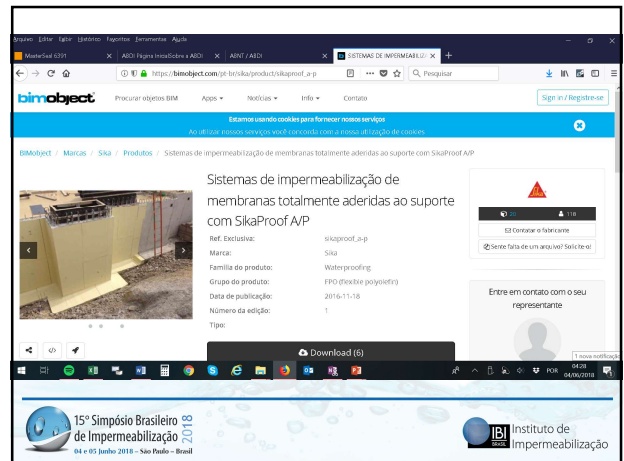 Arquivo Editar Exibir Histórico Favoritos Ferramentas Ajuda
MasterSeal 6391
ABDI Página Inicial Sobre a ABDI
ABNT / ABDI
SISTEMAS DE IMPERMEABILIZA
https://bimobject.com/pt-br/sika/product/sikaproof_a-p
Pesquisar
bimobject
Procurar objetos BIM Apps Notícias Info Contato
Sign in / Registre-se
Estamos usando cookies para fornecer nossos serviços
Ao utilizar nossos serviços você concorda com a nossa utilização de cookies
BIMobject / Marcas / Sika / Produtos / Sistemas de impermeabilização de membranas totalmente aderidas ao suporte com SikaProof A/P
Sistemas de impermeabilização de
membranas totalmente aderidas ao suporte
com SikaProof A/P
Ref. Exclusiva: sikaproof_a-p
Marca: Sika
Família do produto: Waterproofing
Grupo do produto: FPO (flexible polyolefin)
Data de publicação: 2016-11-18
Número da edição: 1
Tipo:
Download (6)
20 118
Contatar o fabricante
Sente falta de um arquivo? Solicite-o!
Entre em contato com o seu
representante
1 nova notificação
POR
04:28
04/06/2018
15º Simpósio Brasileiro
de Impermeabilização
2018
04 e 05 Junho 2018 – São Paulo – Brasil
IBI
BRASIL
Instituto de
Impermeabilização